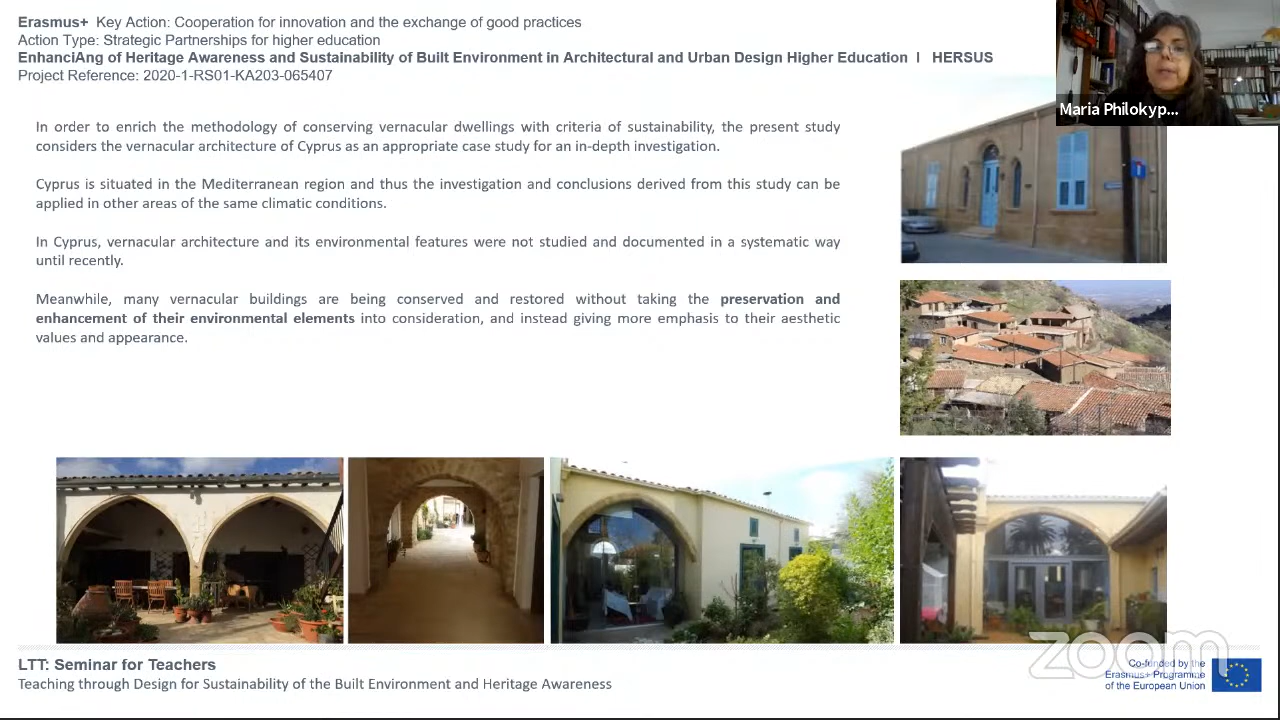 Erasmus+ Key Action: Cooperation for innovation and the exchange of good practices
Action Type: Strategic Partnerships for higher education
EnhanciAng of Heritage Awareness and Sustainability of Built Environment in Architectural and Urban Design Higher Education I HERSUS
Project Reference: 2020-1-RS01-KA203-065407
Maria Philokyp...
In order to enrich the methodology of conserving vernacular dwellings with criteria of sustainability, the present study
considers the vernacular architecture of Cyprus as an appropriate case study for an in-depth investigation.
Cyprus is situated in the Mediterranean region and thus the investigation and conclusions derived from this study can be
applied in other areas of the same climatic conditions.
In Cyprus, vernacular architecture and its environmental features were not studied and documented in a systematic way
until recently.
Meanwhile, many vernacular buildings are being conserved and restored without taking the preservation and
enhancement of their environmental elements into consideration, and instead giving more emphasis to their aesthetic
values and appearance.
LTT: Seminar for Teachers
Teaching through Design for Sustainability of the Built Environment and Heritage Awareness
zoom
Co-funded by the
Erasmus+ Programme
of the European Union